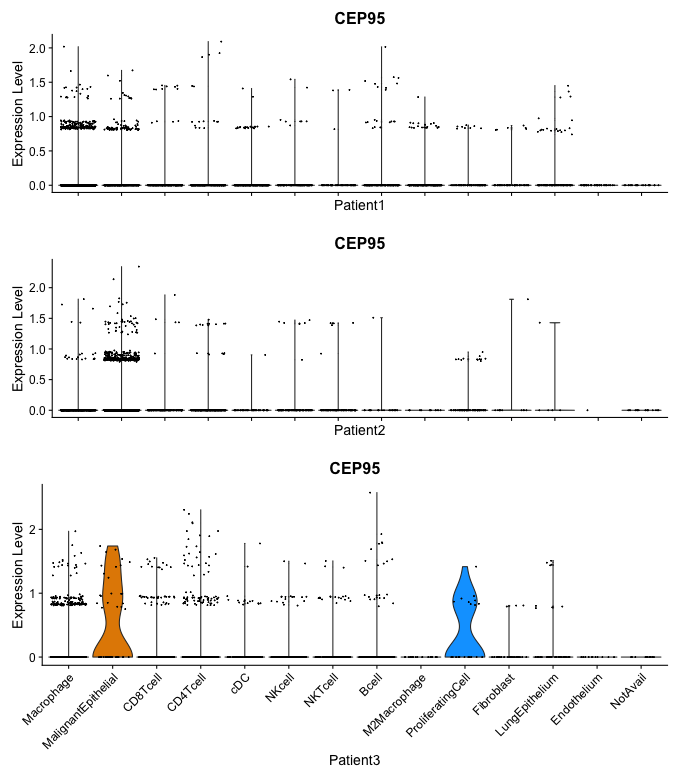 CEP95
Expression Level
2.0
1.5
1.0
0.5
0.0
Patient1
CEP95
Expression Level
2.0
1.5
1.0
0.5
0.0
Patient2
CEP95
Expression Level
2
1
0
Macrophage
MalignantEpithelial
CD8Tcell
CD4Tcell
cDC
NKcell
NKTcell
Bcell
M2Macrophage
ProliferatingCell
Fibroblast
LungEpithelium
Endothelium
NotAvail
Patient3